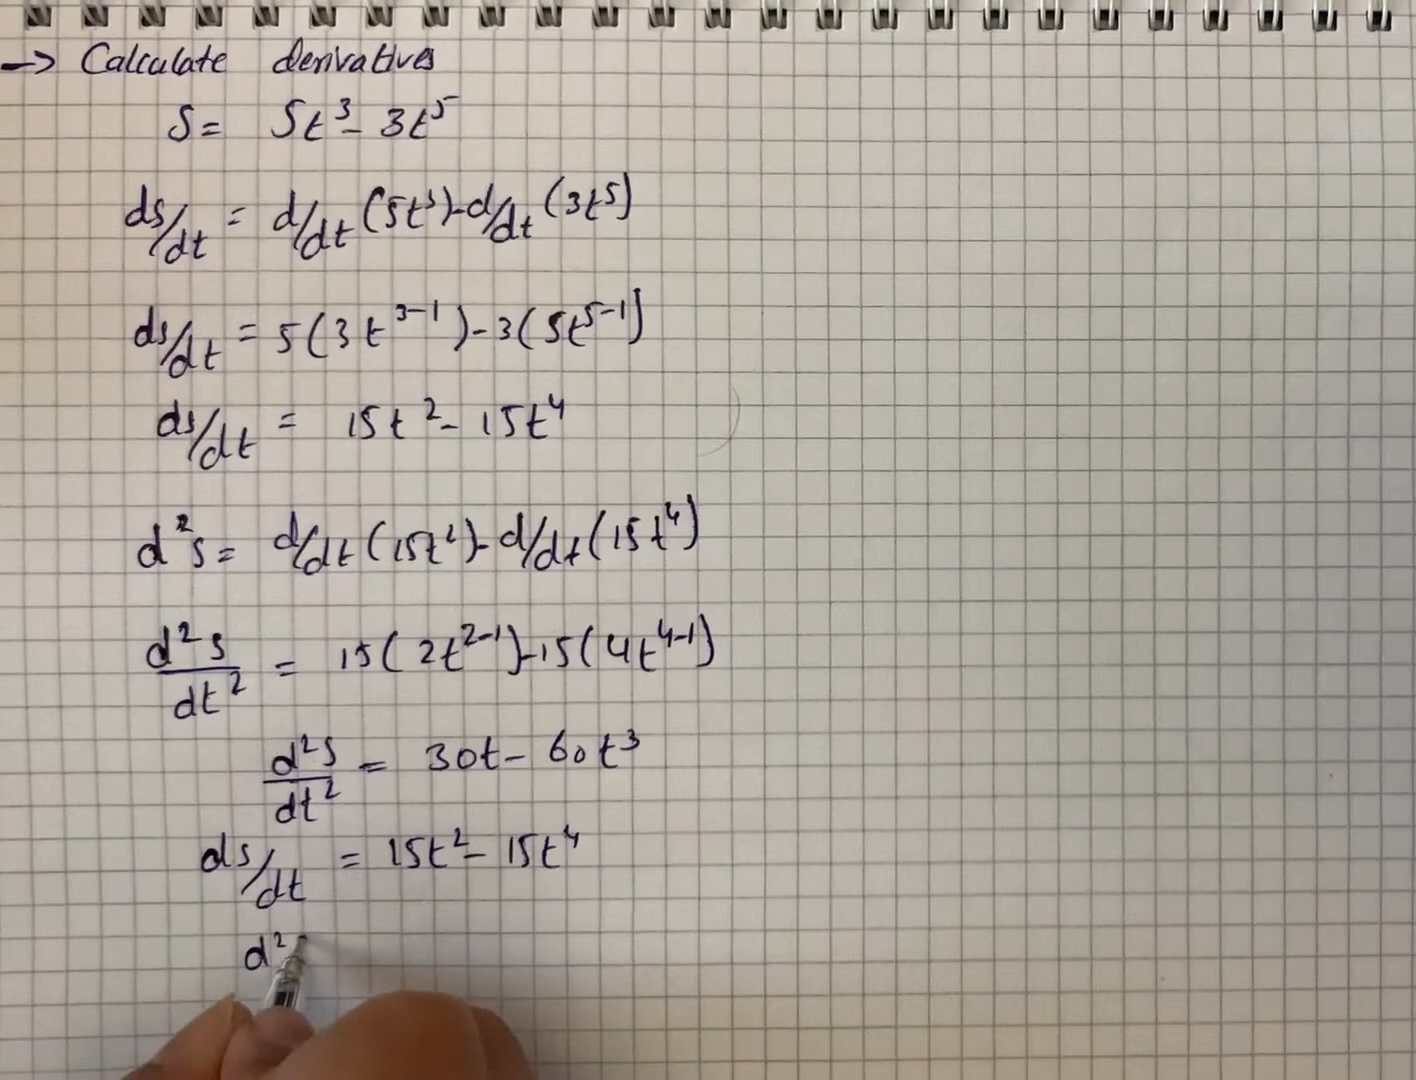 → Calculate derivatives
S = 5t³ - 3t⁵
ds/dt = d/dt (5t³) - d/dt (3t⁵)
ds/dt = 5(3t³⁻¹) - 3(5t⁵⁻¹)
ds/dt = 15t² - 15t⁴
d²s = d/dt (15t²) - d/dt (15t⁴)
d²s/dt² = 15(2t²⁻¹) - 15(4t⁴⁻¹)
d²s/dt² = 30t - 60t³
ds/dt = 15t² - 15t⁴
d²